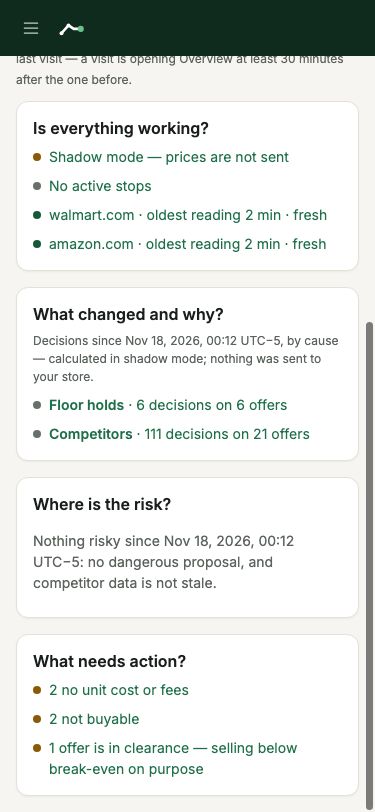 last visit — a visit is opening Overview at least 30 minutes
after the one before.
Is everything working?
Shadow mode — prices are not sent
No active stops
walmart.com · oldest reading 2 min · fresh
amazon.com · oldest reading 2 min · fresh
What changed and why?
Decisions since Nov 18, 2026, 00:12 UTC−5, by cause
— calculated in shadow mode; nothing was sent to
your store.
Floor holds · 6 decisions on 6 offers
Competitors · 111 decisions on 21 offers
Where is the risk?
Nothing risky since Nov 18, 2026, 00:12
UTC−5: no dangerous proposal, and
competitor data is not stale.
What needs action?
2 no unit cost or fees
2 not buyable
1 offer is in clearance — selling below
break-even on purpose